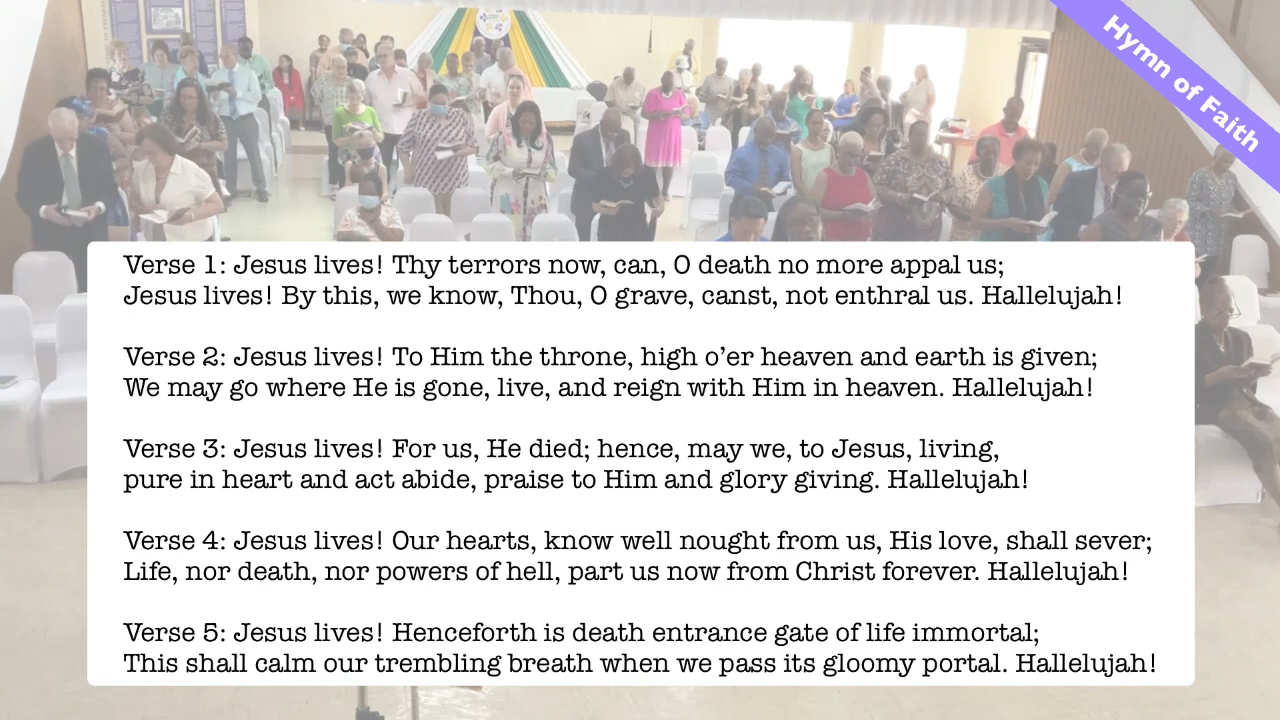 Hymn of Faith
Verse 1: Jesus lives! Thy terrors now, can, O death no more appal us;
Jesus lives! By this, we know, Thou, O grave, canst, not enthral us. Hallelujah!
Verse 2: Jesus lives! To Him the throne, high o’er heaven and earth is given;
We may go where He is gone, live, and reign with Him in heaven. Hallelujah!
Verse 3: Jesus lives! For us, He died; hence, may we, to Jesus, living,
pure in heart and act abide, praise to Him and glory giving. Hallelujah!
Verse 4: Jesus lives! Our hearts, know well nought from us, His love, shall sever;
Life, nor death, nor powers of hell, part us now from Christ forever. Hallelujah!
Verse 5: Jesus lives! Henceforth is death entrance gate of life immortal;
This shall calm our trembling breath when we pass its gloomy portal. Hallelujah!